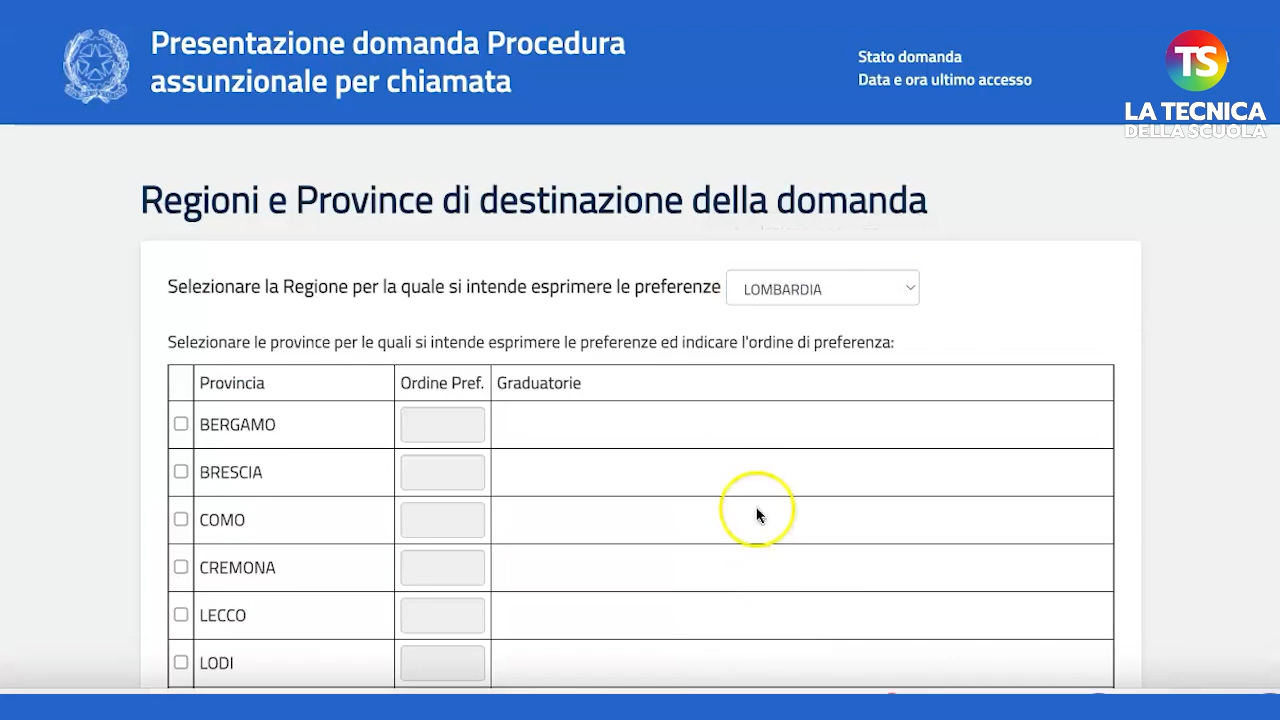 Presentazione domanda Procedura
assunzionale per chiamata
Stato domanda
Data e ora ultimo accesso
TS
LA TECNICA
DELLA SCUOLA
Regioni e Province di destinazione della domanda
Selezionare la Regione per la quale si intende esprimere le preferenze LOMBARDIA
Selezionare le province per le quali si intende esprimere le preferenze ed indicare l'ordine di preferenza:
Provincia Ordine Pref. Graduatorie
BERGAMO
BRESCIA
COMO
CREMONA
LECCO
LODI